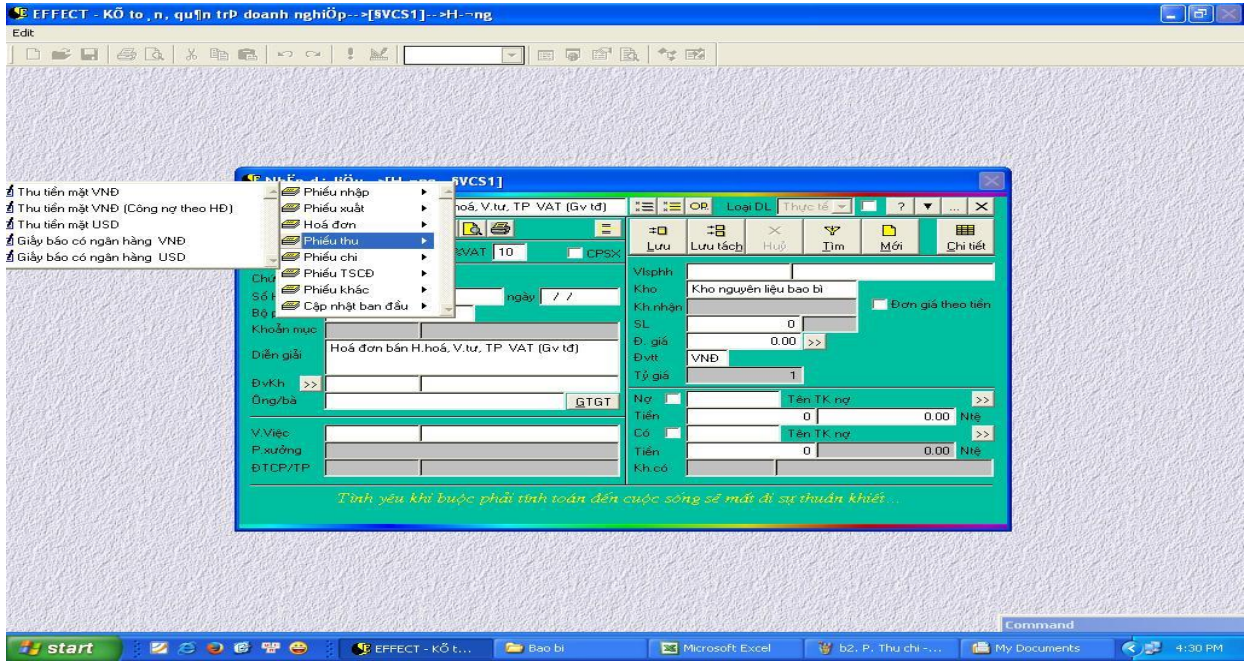 EFFECT - KÕ to¸n, qu¶n trÞ doanh nghiÖp-->[§VCS1]-->H-¬ng
Edit
§VCS1]
Thu tiền mặt VNĐ
Thu tiền mặt VNĐ (Công nợ theo HĐ)
Thu tiền mặt USD
Giấy báo có ngân hàng VNĐ
Giấy báo có ngân hàng USD
Phiếu nhập
Phiếu xuất
Hoá đơn
Phiếu thu
Phiếu chi
Phiếu TSCĐ
Phiếu khác
Cập nhật ban đầu
hoá, V.tư, TP VAT (Gv tđ)
OR Loại DL Thực tế ? ...
Lưu Lưu tách Huỷ Tìm Mới Chi tiết
%VAT 10 CPSX
ngày / /
Khoản mục
Diễn giải Hoá đơn bán H.hoá, V.tư, TP VAT (Gv tđ)
ĐvKh >>
Ông/bà GTGT
V.Việc
P.xưởng
ĐTCP/TP
Vlsphh
Kho Kho nguyên liệu bao bì
Kh.nhận Đơn giá theo tiền
SL 0
Đ. giá 0.00 >>
Đvtt VNĐ
Tỷ giá 1
Nợ Tên TK nợ >>
Tiền 0 0.00 Ntệ
Có Tên TK nợ >>
Tiền 0 0.00 Ntệ
Kh.có
Tình yêu khi buộc phải tính toán đến cuộc sống sẽ mất đi sự thuần khiết...
Command
start EFFECT - KÕ t... Bao bi Microsoft Excel b2. P. Thu chi -... My Documents 4:30 PM